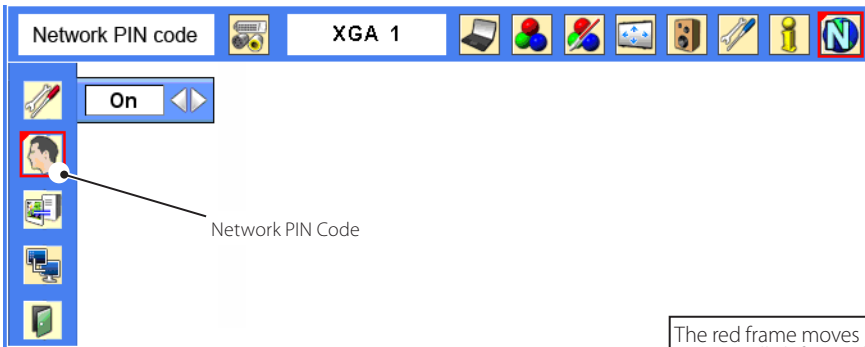 Network PIN code
XGA 1
N
On
Network PIN Code
The red frame moves